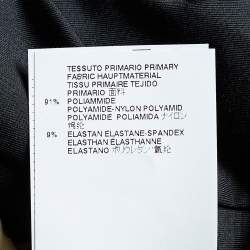 TESSUTO PRIMARIO PRIMARY
FABRIC HAUPTMATERIAL
TISSU PRIMAIRE TEJIDO
PRIMARIO 面料
91% POLIAMMIDE
POLYAMIDE-NYLON POLYAMID
POLYAMIDE POLIAMIDA ナイロン
锦纶
9% ELASTAN ELASTANE-SPANDEX
ELASTHAN ELASTHANNE
ELASTANO ポリウレタン 氨纶